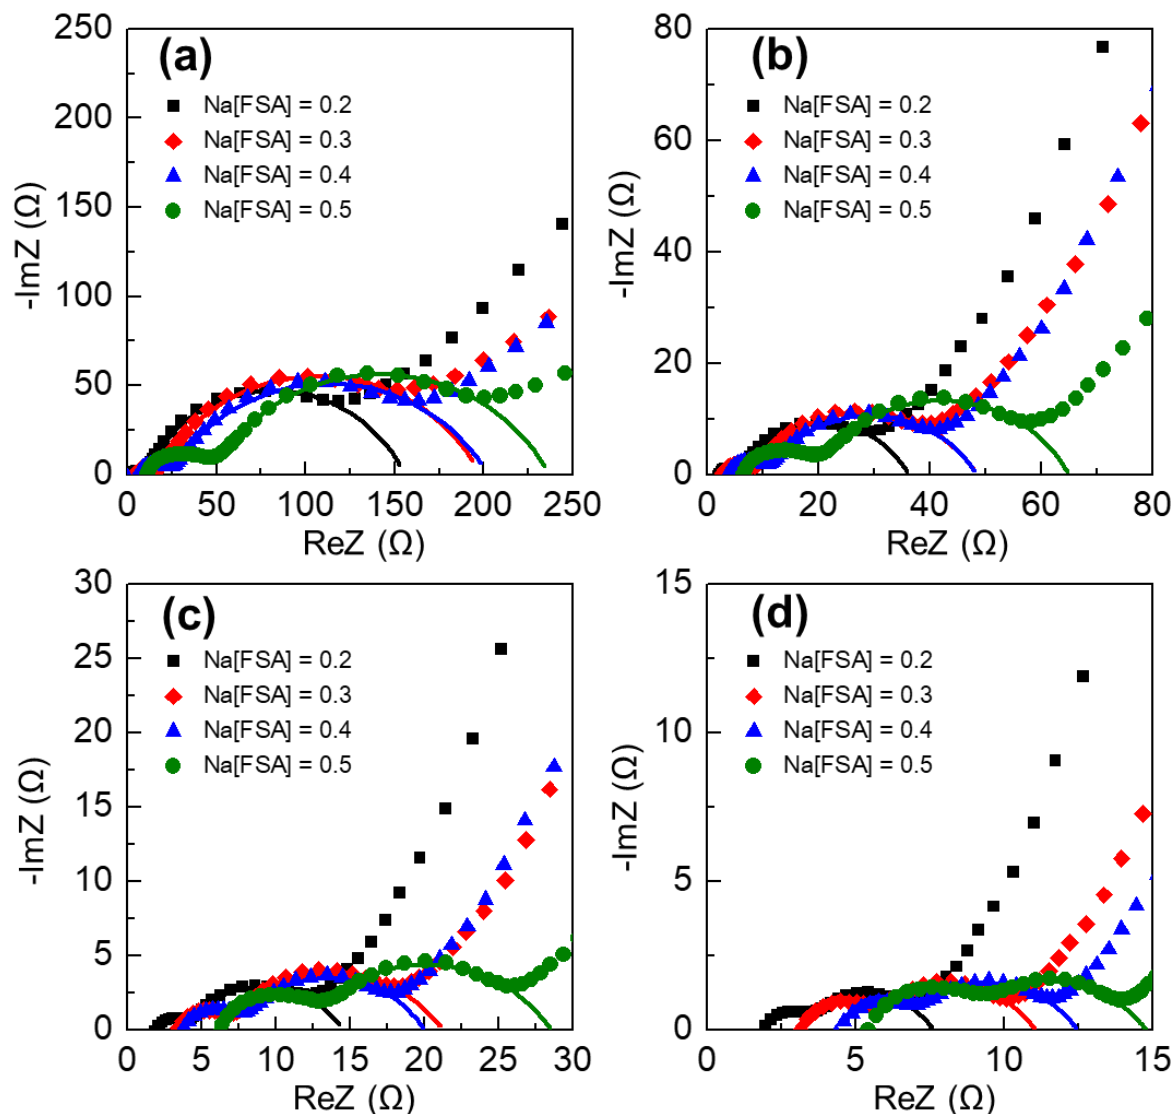 (a)
Na[FSA] = 0.2
Na[FSA] = 0.3
Na[FSA] = 0.4
Na[FSA] = 0.5
-ImZ (Ω)
250
200
150
100
50
0
0 50 100 150 200 250
ReZ (Ω)
(b)
Na[FSA] = 0.2
Na[FSA] = 0.3
Na[FSA] = 0.4
Na[FSA] = 0.5
-ImZ (Ω)
80
60
40
20
0
0 20 40 60 80
ReZ (Ω)
(c)
Na[FSA] = 0.2
Na[FSA] = 0.3
Na[FSA] = 0.4
Na[FSA] = 0.5
-ImZ (Ω)
30
25
20
15
10
5
0
0 5 10 15 20 25 30
ReZ (Ω)
(d)
Na[FSA] = 0.2
Na[FSA] = 0.3
Na[FSA] = 0.4
Na[FSA] = 0.5
-ImZ (Ω)
15
10
5
0
0 5 10 15
ReZ (Ω)